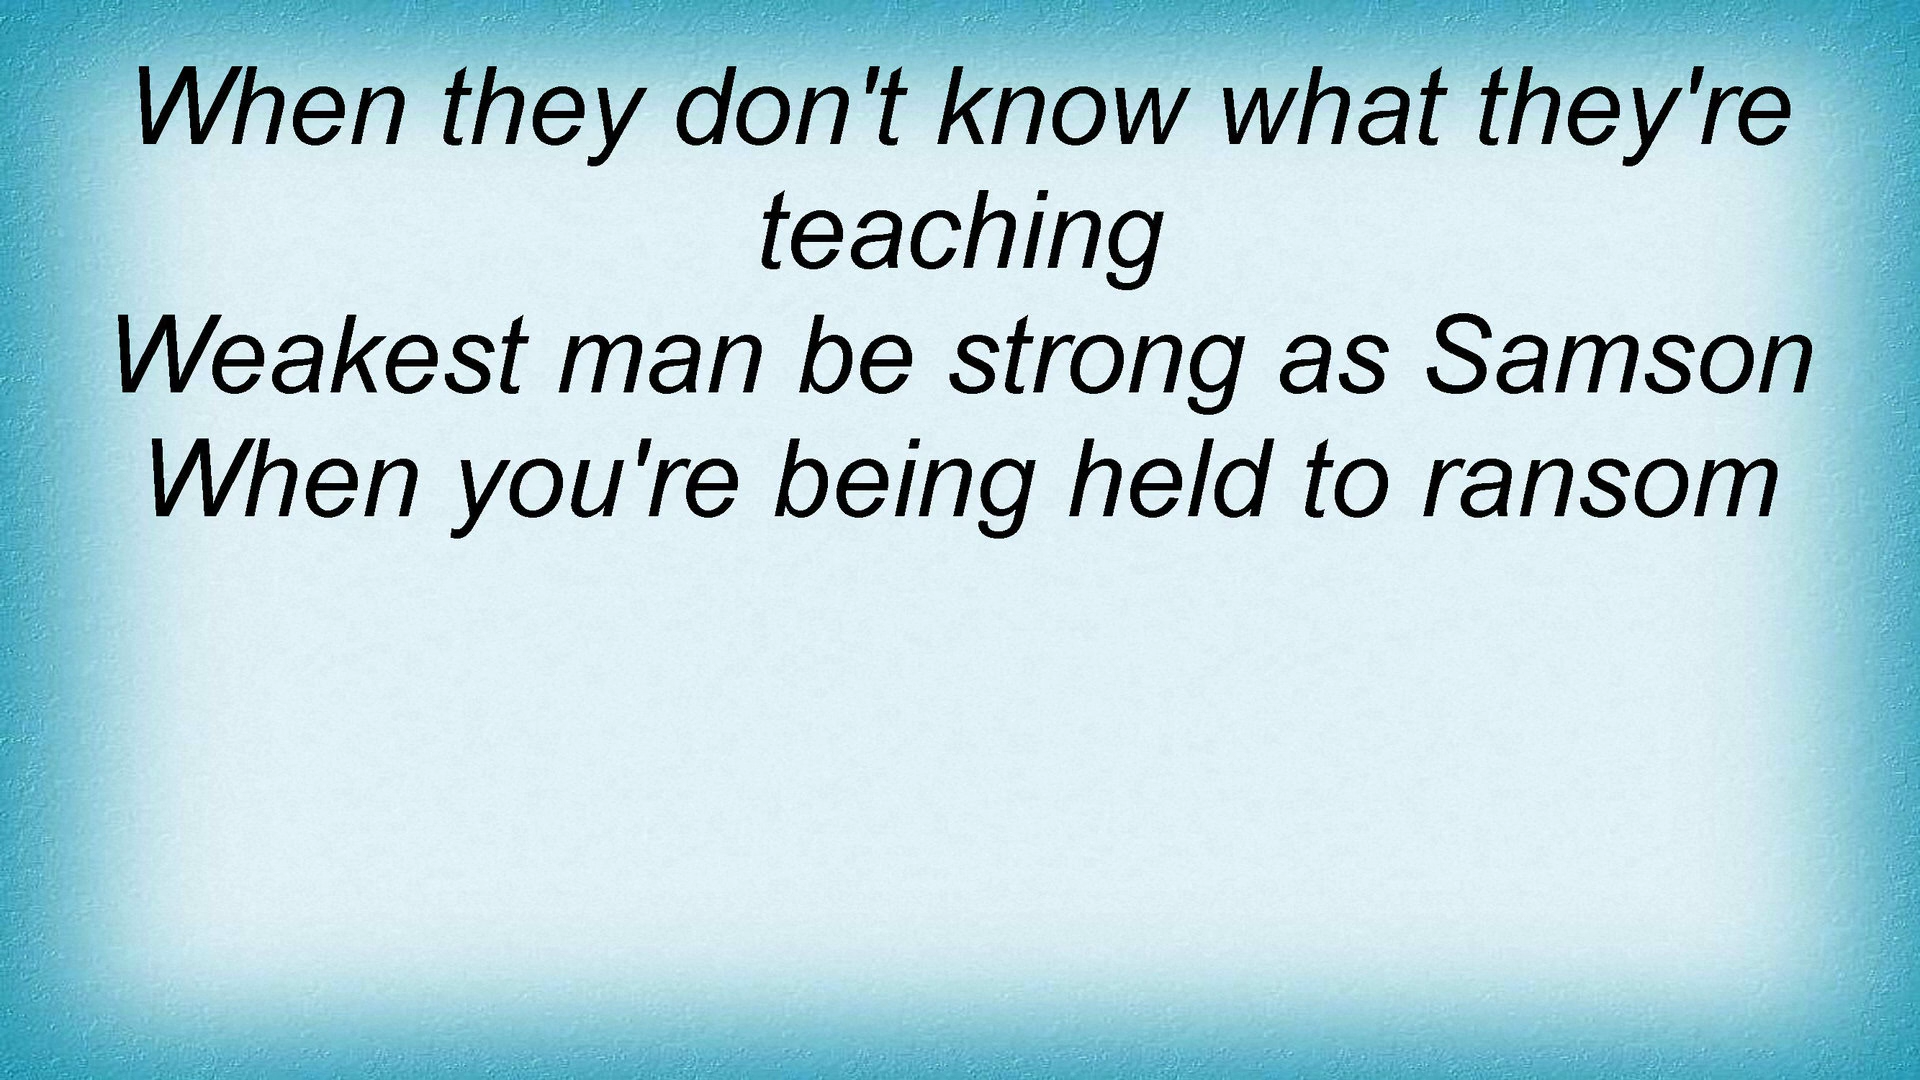 When they don't know what they're
teaching
Weakest man be strong as Samson
When you're being held to ransom